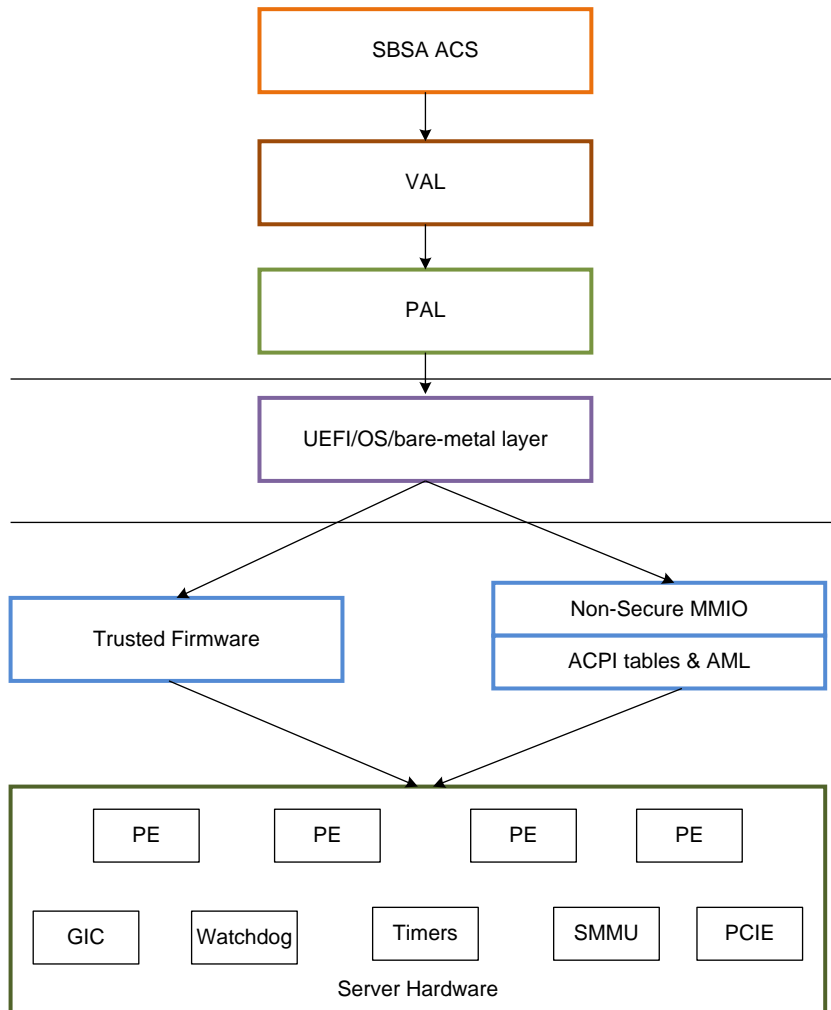 SBSA ACS
VAL
PAL
UEFI/OS/bare-metal layer
Trusted Firmware
Non-Secure MMIO
ACPI tables & AML
PE
PE
PE
PE
GIC
Watchdog
Timers
SMMU
PCIE
Server Hardware